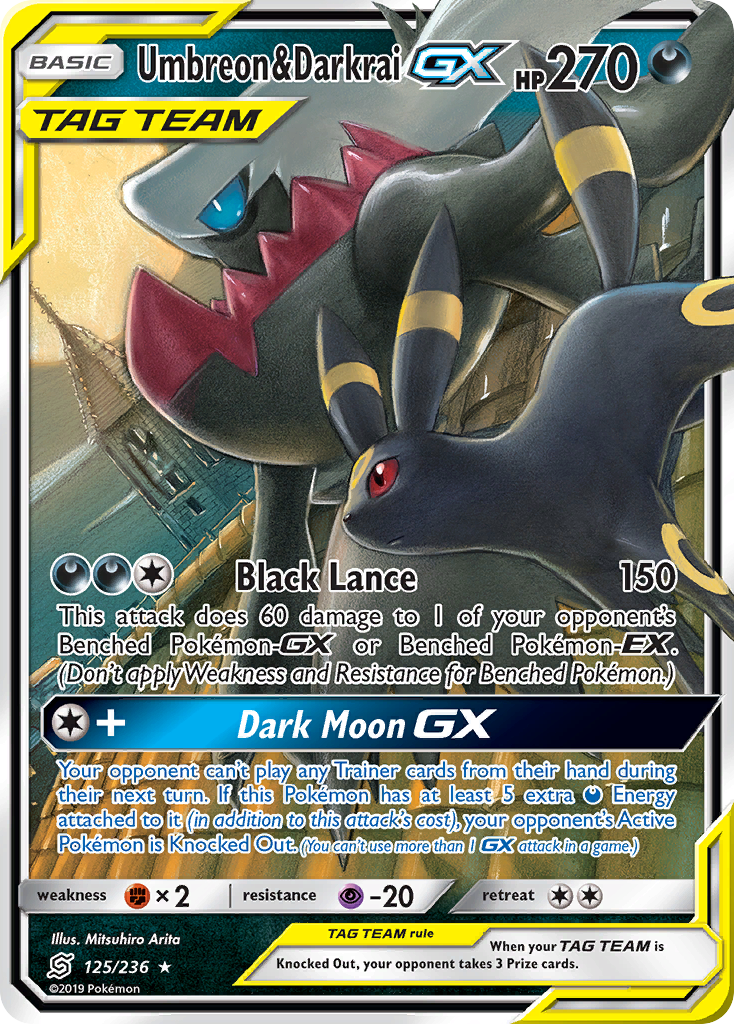 BASIC Umbreon&Darkrai GX HP270
TAG TEAM
Black Lance 150
This attack does 60 damage to 1 of your opponent's
Benched Pokémon-GX or Benched Pokémon-EX.
(Don't apply Weakness and Resistance for Benched Pokémon.)
+ Dark Moon GX
Your opponent can't play any Trainer cards from their hand during
their next turn. If this Pokémon has at least 5 extra Energy
attached to it (in addition to this attack's cost), your opponent's Active
Pokémon is Knocked Out. (You can't use more than 1 GX attack in a game.)
weakness ×2 resistance -20 retreat
Illus. Mitsuhiro Arita
125/236 ★
©2019 Pokémon
TAG TEAM rule
When your TAG TEAM is
Knocked Out, your opponent takes 3 Prize cards.